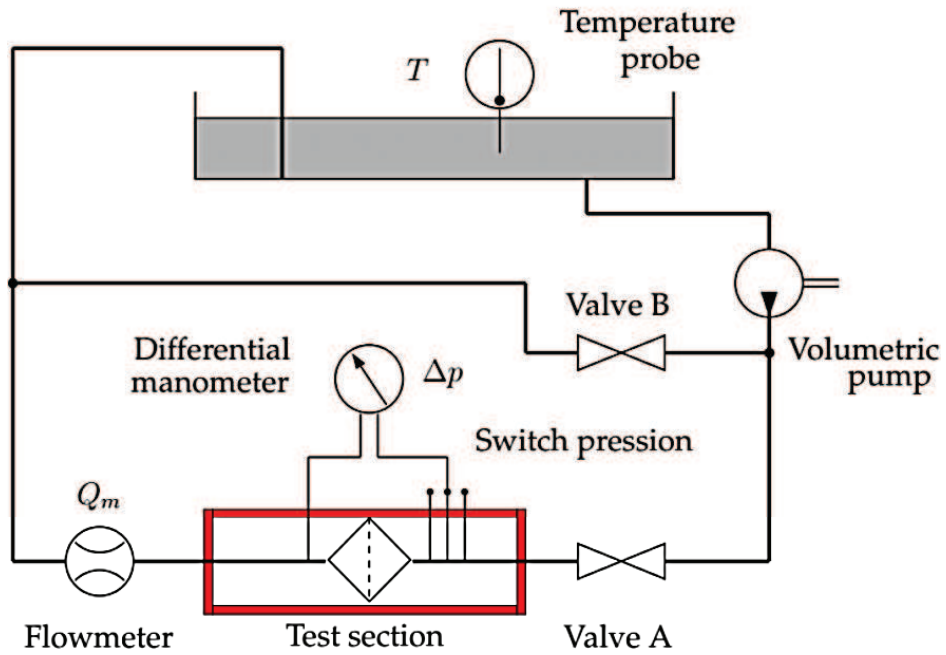 Temperature
probe
T
Valve B
Differential
manometer
Δp
Volumetric
pump
Switch pression
Qm
Flowmeter
Test section
Valve A